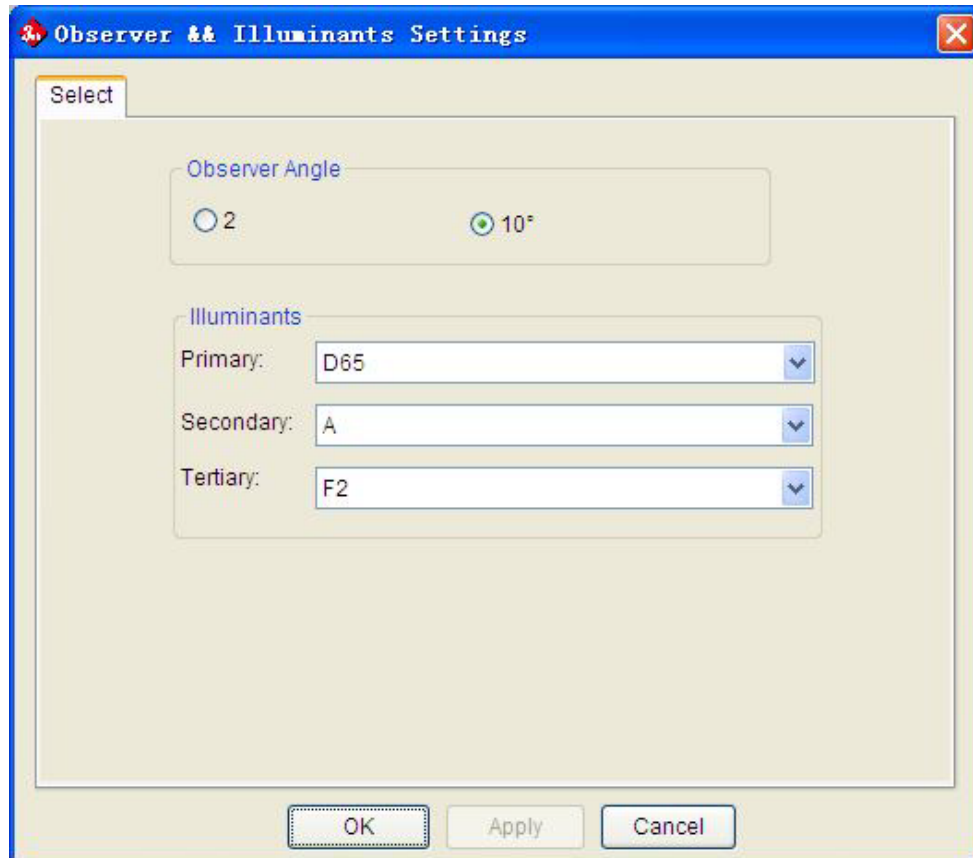 Observer && Illuminants Settings
Select
Observer Angle
2
10°
Illuminants
Primary: D65
Secondary: A
Tertiary: F2
OK Apply Cancel